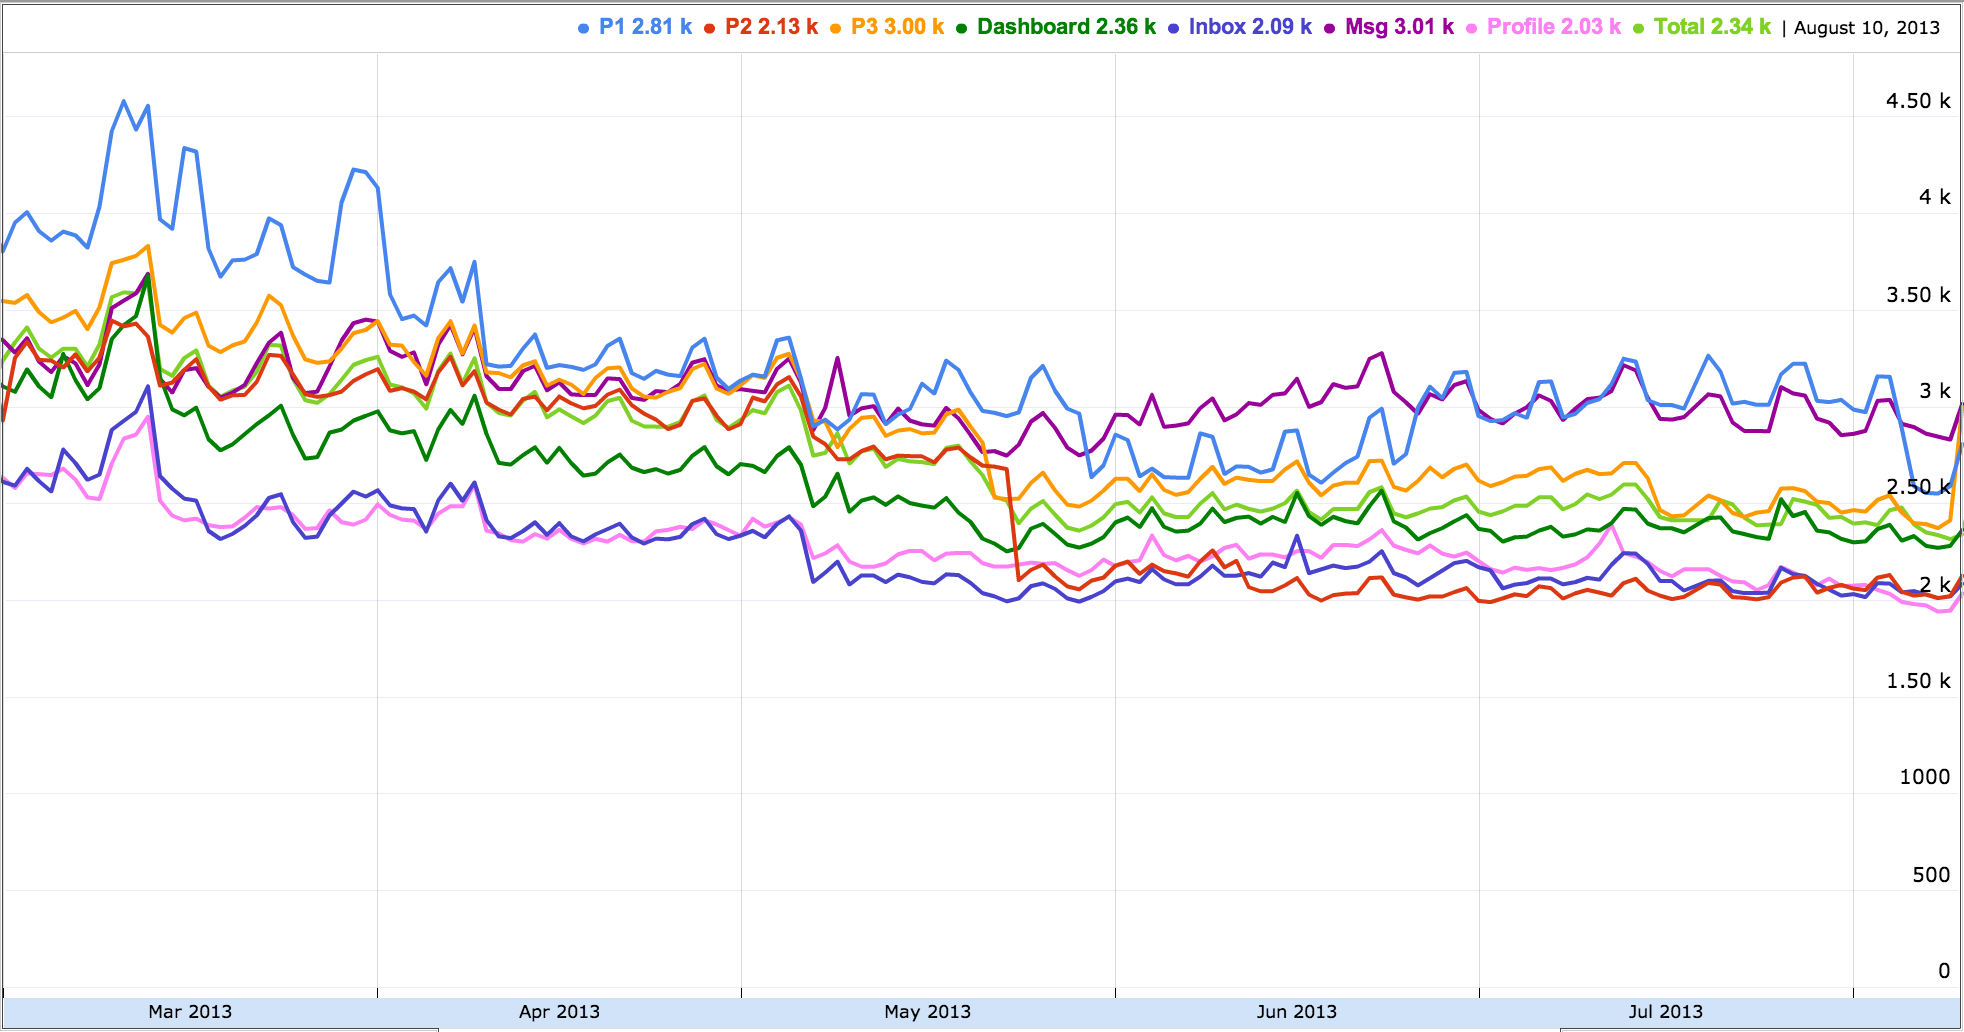 P1 2.81 k P2 2.13 k P3 3.00 k Dashboard 2.36 k Inbox 2.09 k Msg 3.01 k Profile 2.03 k Total 2.34 k | August 10, 2013
4.50 k
4 k
3.50 k
3 k
2.50 k
2 k
1.50 k
1000
500
0
Mar 2013 Apr 2013 May 2013 Jun 2013 Jul 2013